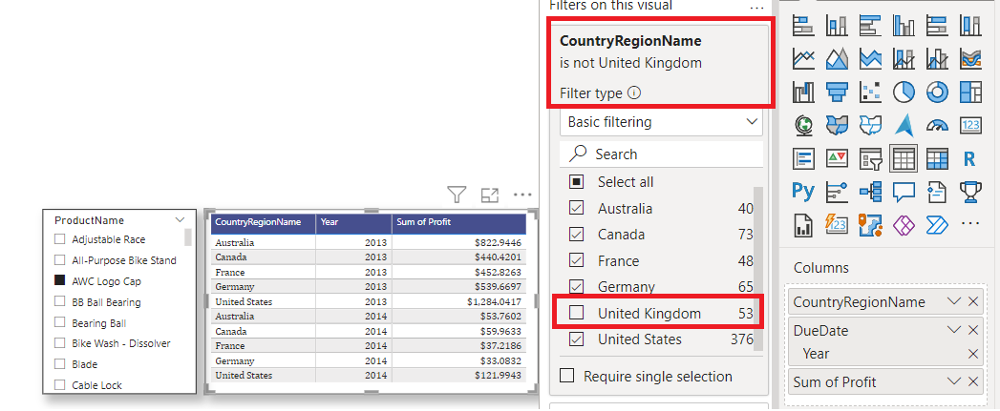 Filters on this visual ...
CountryRegionName
is not United Kingdom
Filter type
Basic filtering
Search
Select all
Australia 40
Canada 73
France 48
Germany 65
United Kingdom 53
United States 376
Require single selection
ProductName
Adjustable Race
All-Purpose Bike Stand
AWC Logo Cap
BB Ball Bearing
Bearing Ball
Bike Wash - Dissolver
Blade
Cable Lock
CountryRegionName Year Sum of Profit
Australia 2013 $822.9446
Canada 2013 $440.4201
France 2013 $452.8263
Germany 2013 $539.6697
United States 2013 $1,284.0417
Australia 2014 $53.7602
Canada 2014 $59.9633
France 2014 $37.2186
Germany 2014 $33.0832
United States 2014 $121.9943
123
R
Py
123
...
Columns
CountryRegionName
DueDate
Year
Sum of Profit